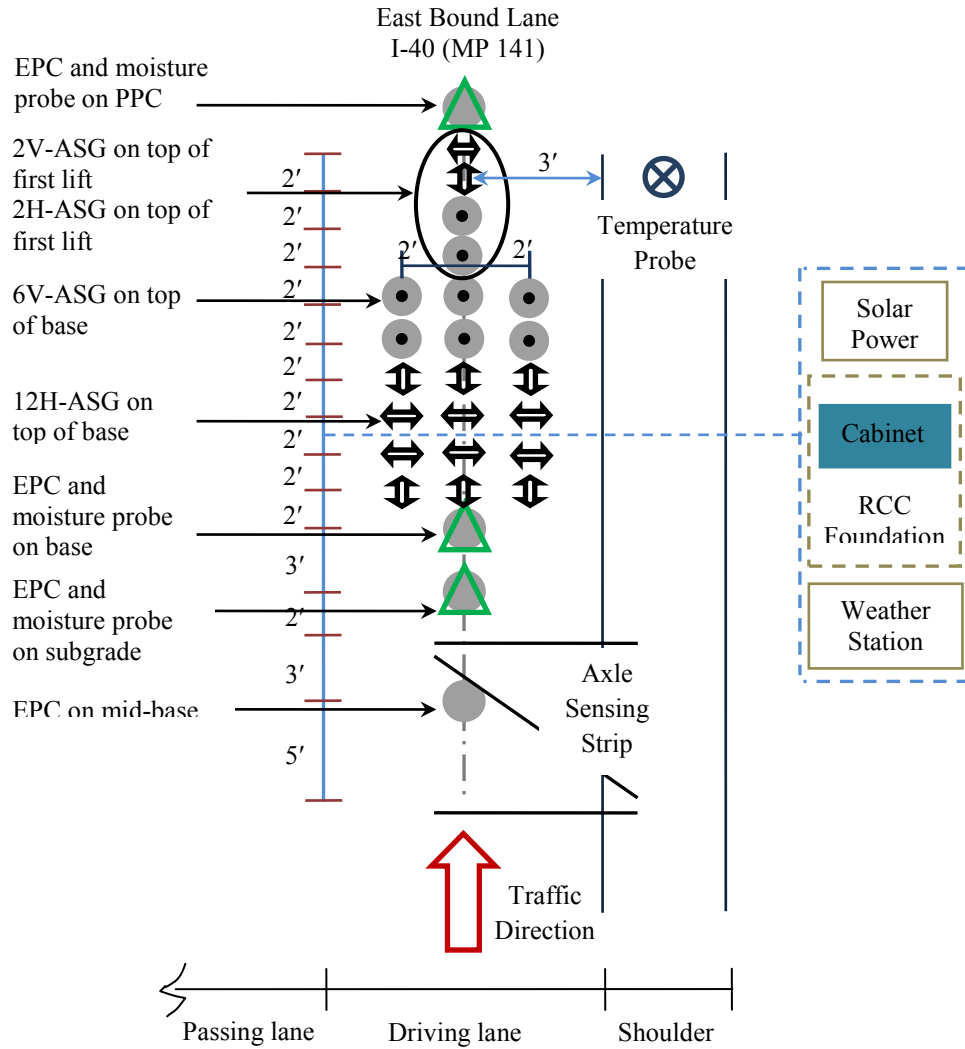 East Bound Lane
I-40 (MP 141)
EPC and moisture
probe on PPC
2V-ASG on top of
first lift
2H-ASG on top of
first lift
6V-ASG on top
of base
12H-ASG on
top of base
EPC and
moisture probe
on base
EPC and
moisture probe
on subgrade
EPC on mid-base
2′
2′
2′
2′
2′
2′
2′
2′
2′
2′
3′
2′
3′
5′
3′
2′
2′
Temperature
Probe
Solar
Power
Cabinet
RCC
Foundation
Weather
Station
Axle
Sensing
Strip
Traffic
Direction
Passing lane
Driving lane
Shoulder